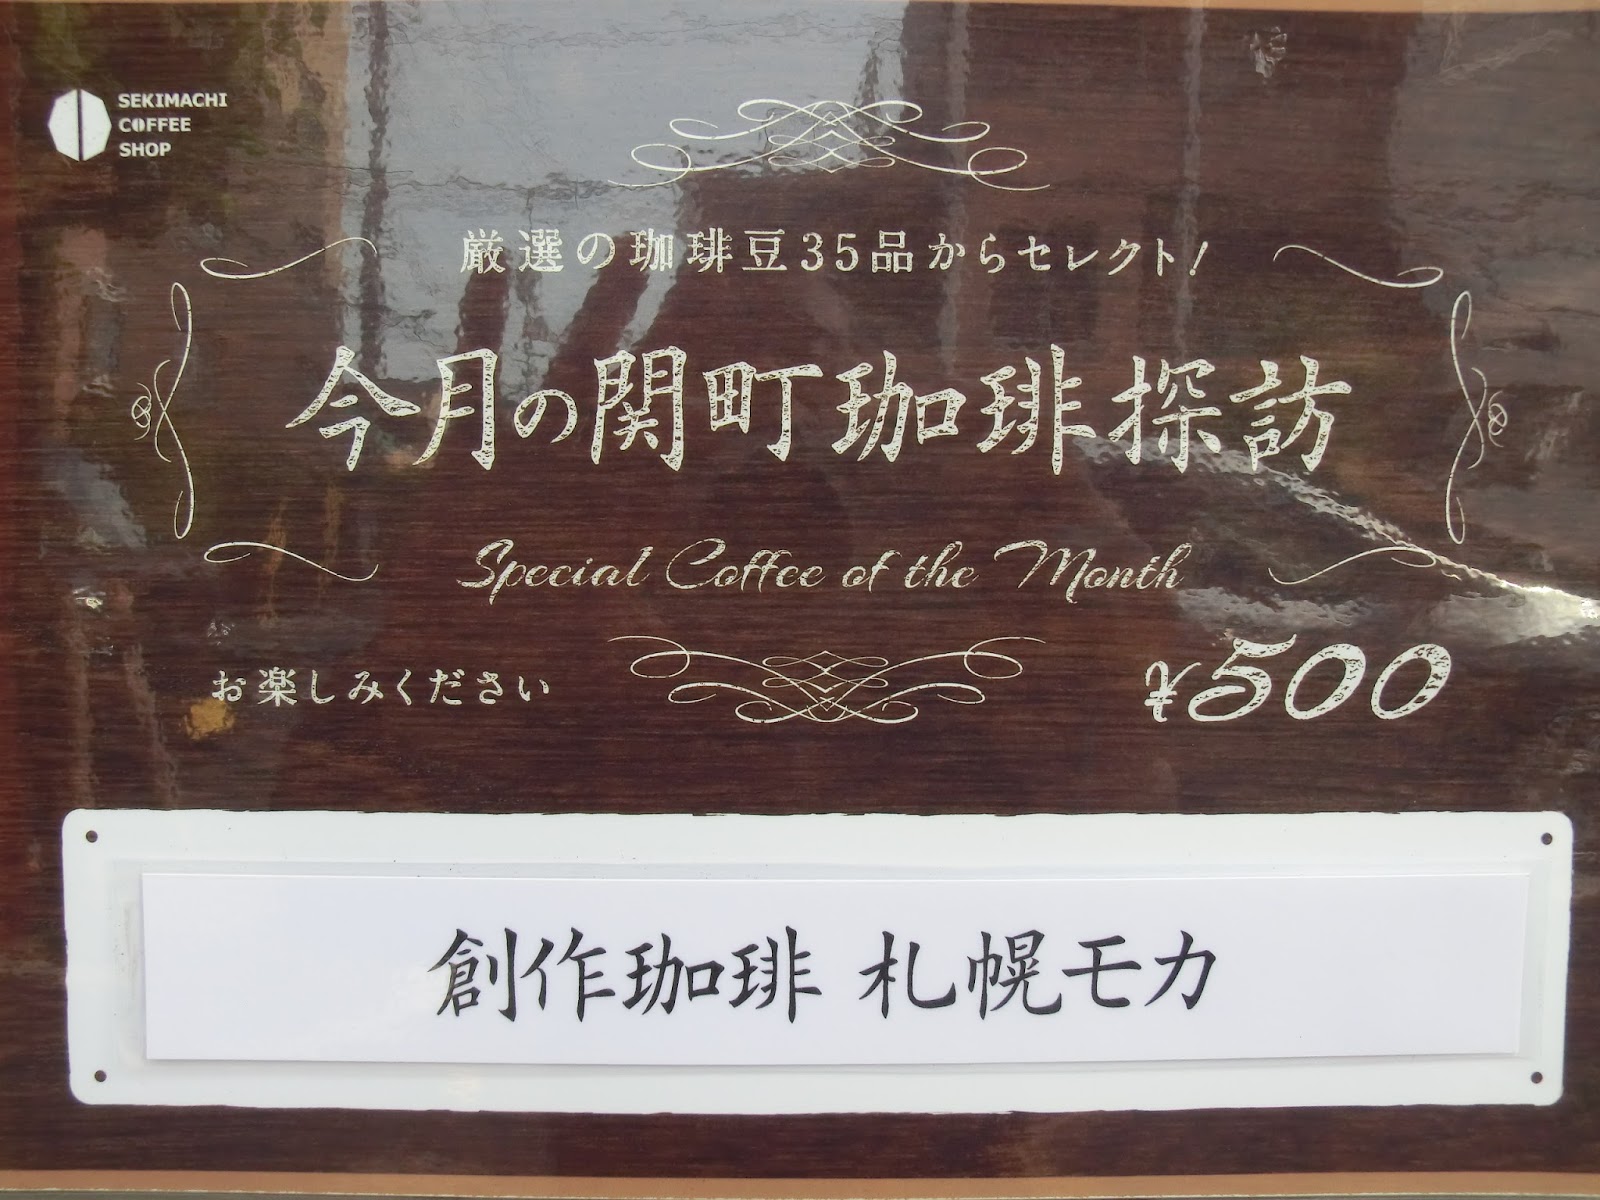 SEKIMACHI
COFFEE
SHOP
厳選の珈琲豆35品からセレクト!
今月の関町珈琲探訪
Special Coffee of the Month
お楽しみください
¥500
創作珈琲 札幌モカ